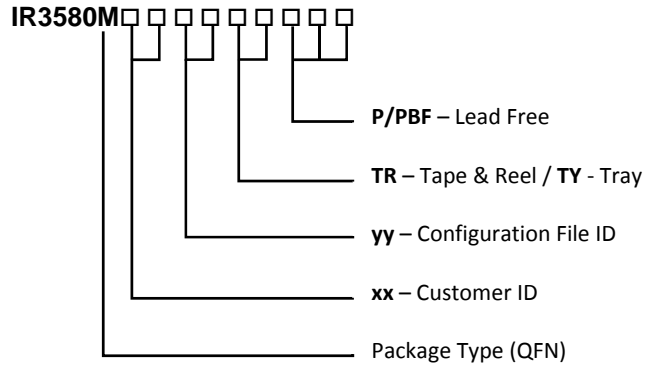 IR3580M□□□□□□□□□
P/PBF – Lead Free
TR – Tape & Reel / TY - Tray
yy – Configuration File ID
xx – Customer ID
Package Type (QFN)